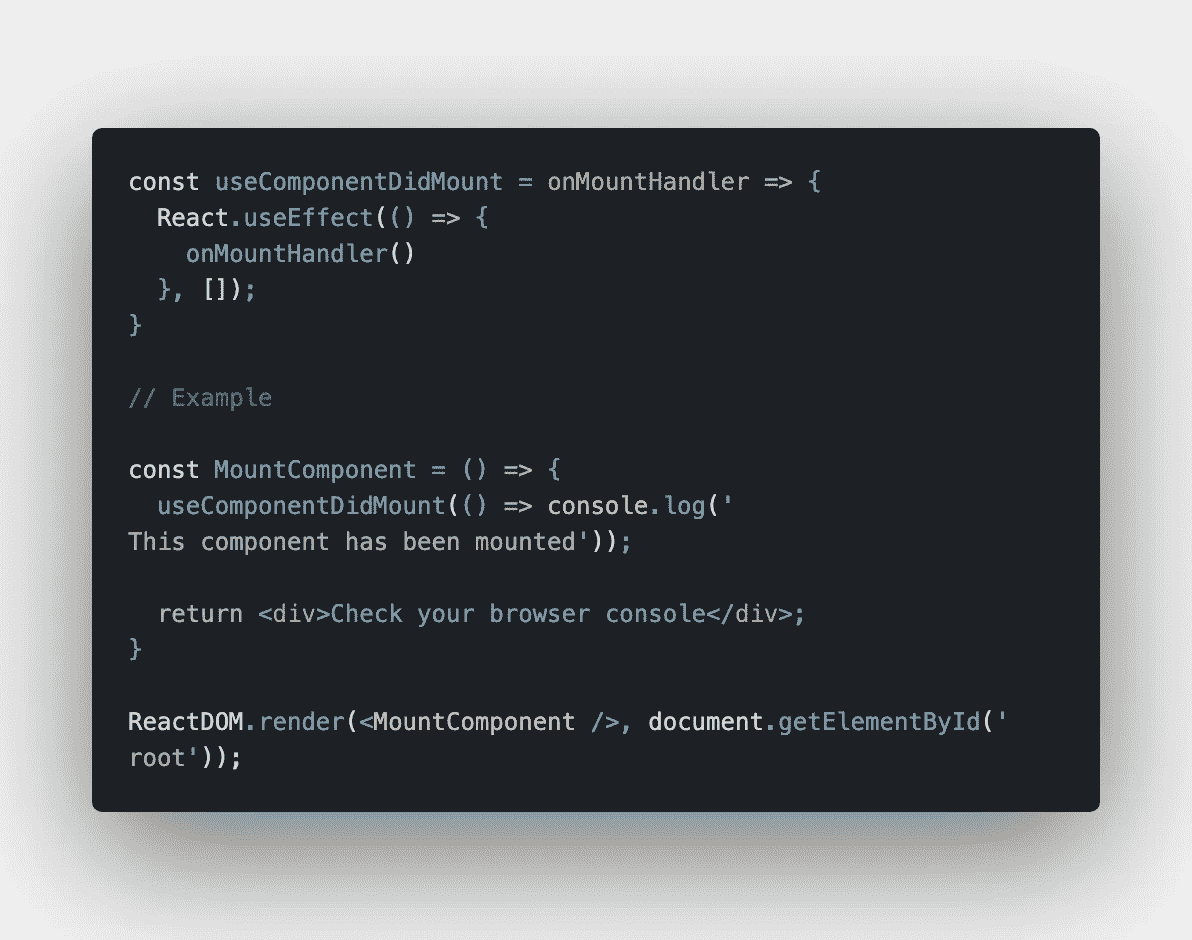 const useComponentDidMount = onMountHandler => {
  React.useEffect(() => {
    onMountHandler()
  }, []);
}

// Example

const MountComponent = () => {
  useComponentDidMount(() => console.log('
This component has been mounted'));

  return <div>Check your browser console</div>;
}

ReactDOM.render(<MountComponent />, document.getElementById('
root'));